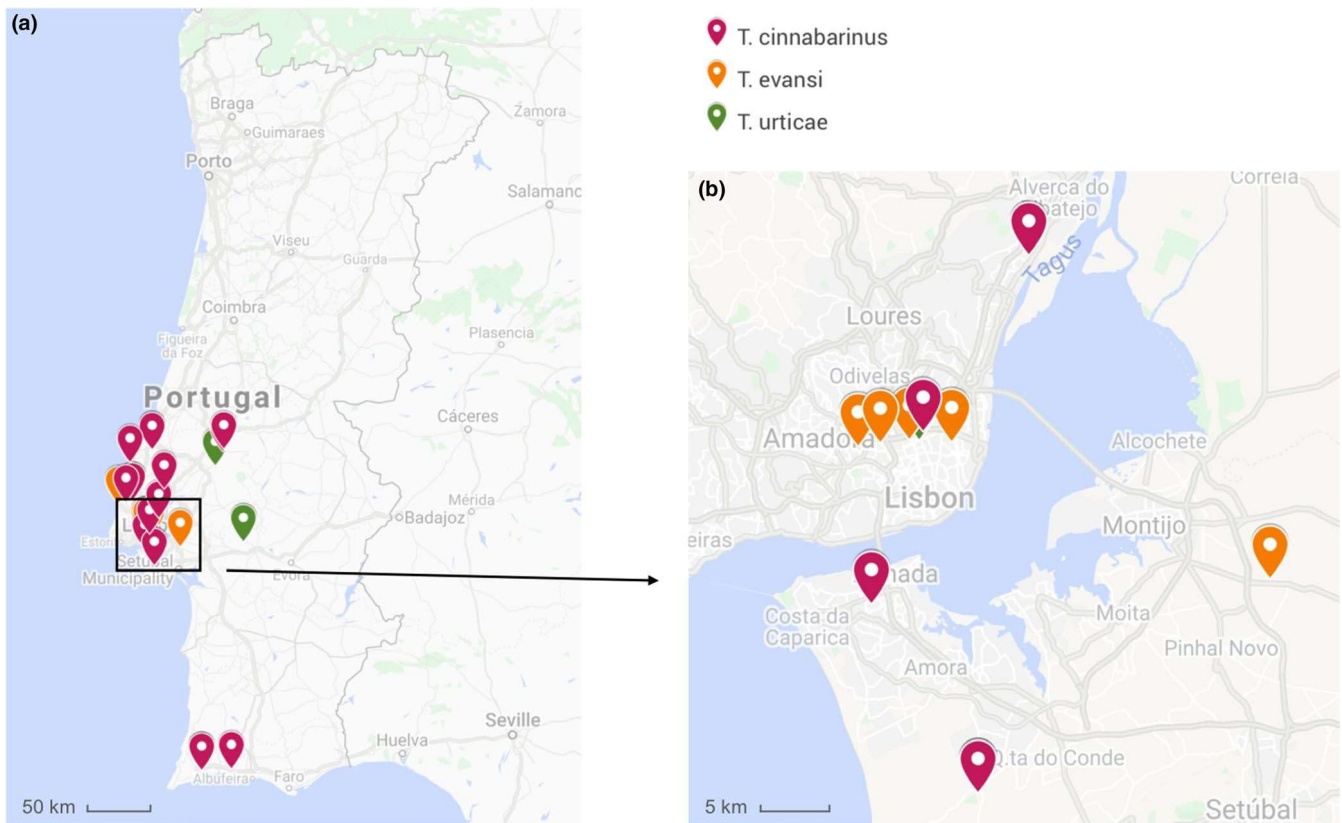 (a)
Braga
Guimaraes
Zamora
Porto
Salamanc
Viseu
Guarda
Coimbra
Plasencia
Figueira
da Foz
Portugal
Cáceres
Mérida
Badajoz
Estoril
Setubal
Municipality
Evora
Seville
Huelva
Albufeira
Faro
50 km
T. cinnabarinus
T. evansi
T. urticae
(b)
Alverca do
batejo
Correia
Tagus
Loures
Odivelas
Amadora
Alcochete
Lisbon
Montijo
eiras
nada
Costa da
Caparica
Moita
Pinhal Novo
Amora
Q.ta do Conde
Setúbal
5 km